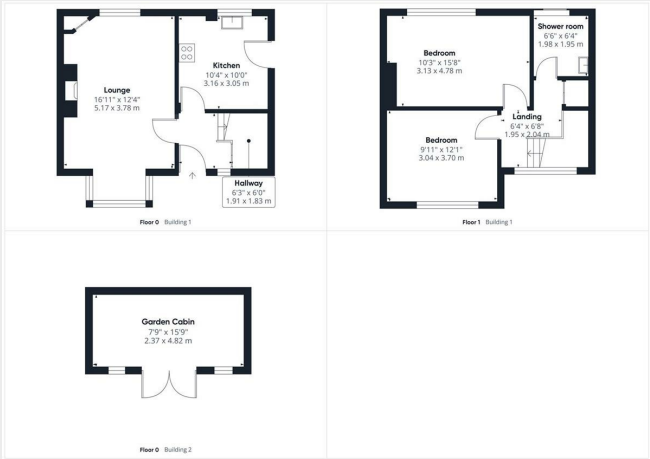 Lounge
16'11" x 12'4"
5.17 x 3.78 m
Kitchen
10'4" x 10'0"
3.16 x 3.05 m
Hallway
6'3" x 6'0"
1.91 x 1.83 m
Floor 0 Building 1
Bedroom
10'3" x 15'8"
3.13 x 4.78 m
Shower room
6'6" x 6'4"
1.98 x 1.95 m
Landing
6'4" x 6'8"
1.95 x 2.04 m
Bedroom
9'11" x 12'1"
3.04 x 3.70 m
Floor 1 Building 1
Garden Cabin
7'9" x 15'9"
2.37 x 4.82 m
Floor 0 Building 2